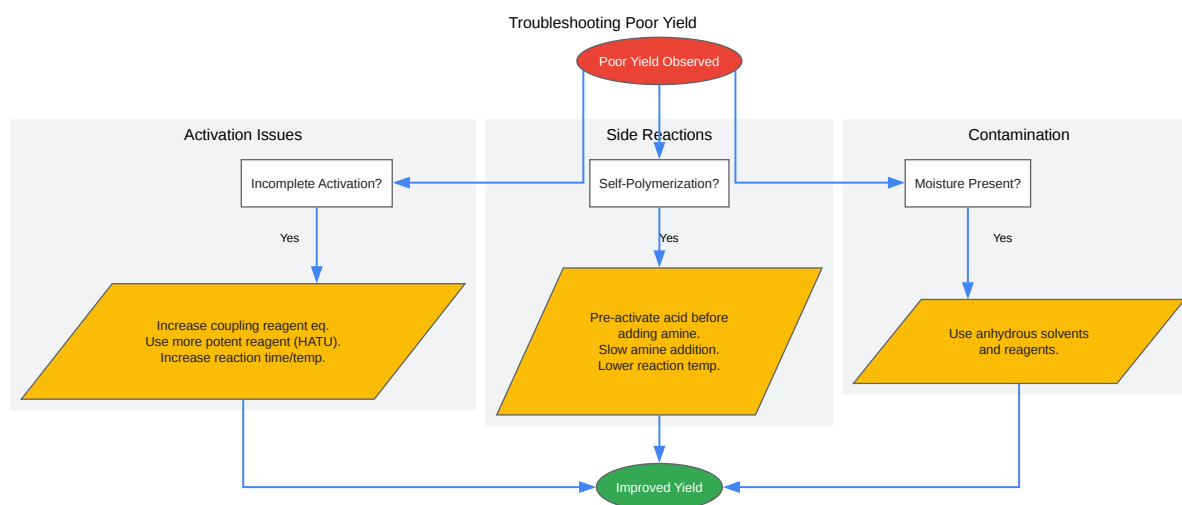 Troubleshooting Poor Yield
Poor Yield Observed
Activation Issues
Side Reactions
Contamination
Incomplete Activation?
Self-Polymerization?
Moisture Present?
Yes
Yes
Yes
Increase coupling reagent eq.
Use more potent reagent (HATU).
Increase reaction time/temp.
Pre-activate acid before
adding amine.
Slow amine addition.
Lower reaction temp.
Use anhydrous solvents
and reagents.
Improved Yield